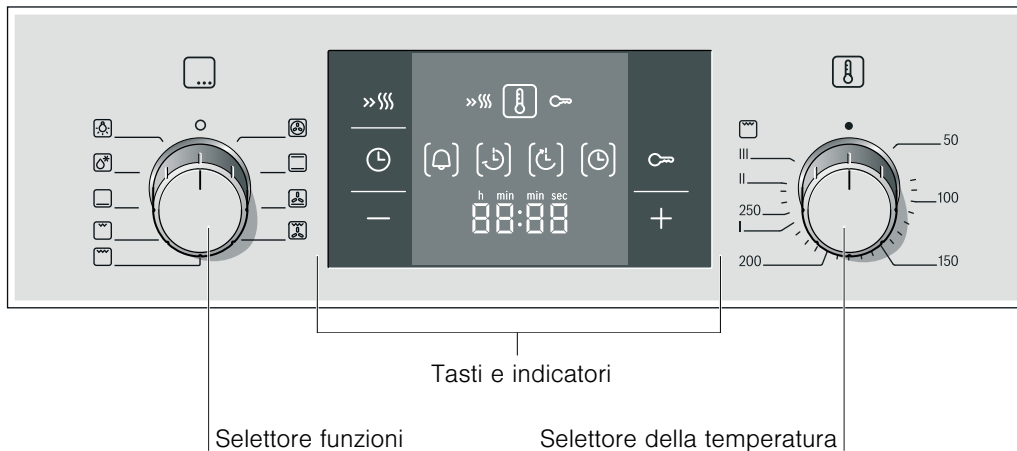 h min min sec
88:88
50
100
150
200
250
I
II
III
Tasti e indicatori
Selettore funzioni
Selettore della temperatura